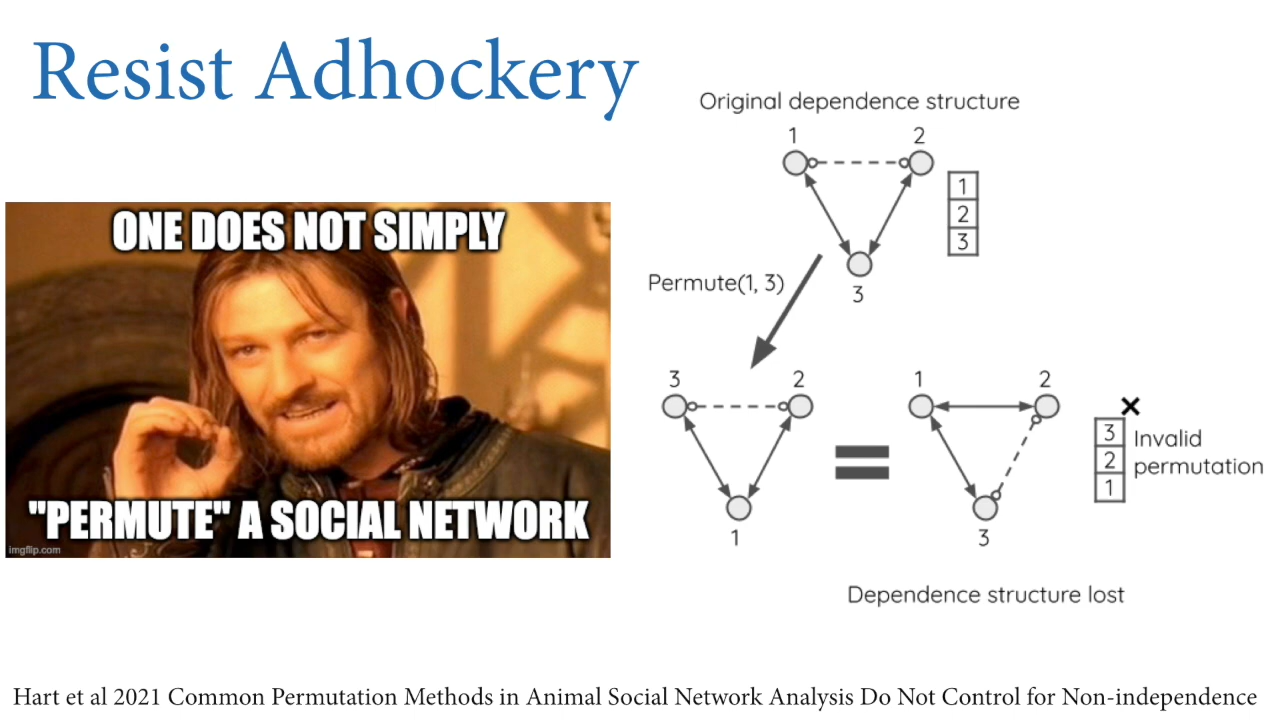 Resist Adhockery
ONE DOES NOT SIMPLY
"PERMUTE" A SOCIAL NETWORK
imgflip.com
Original dependence structure
1
2
1
2
3
3
Permute(1, 3)
3
2
1
1
2
3
3
2
1
Invalid
permutation
Dependence structure lost
Hart et al 2021 Common Permutation Methods in Animal Social Network Analysis Do Not Control for Non-independence